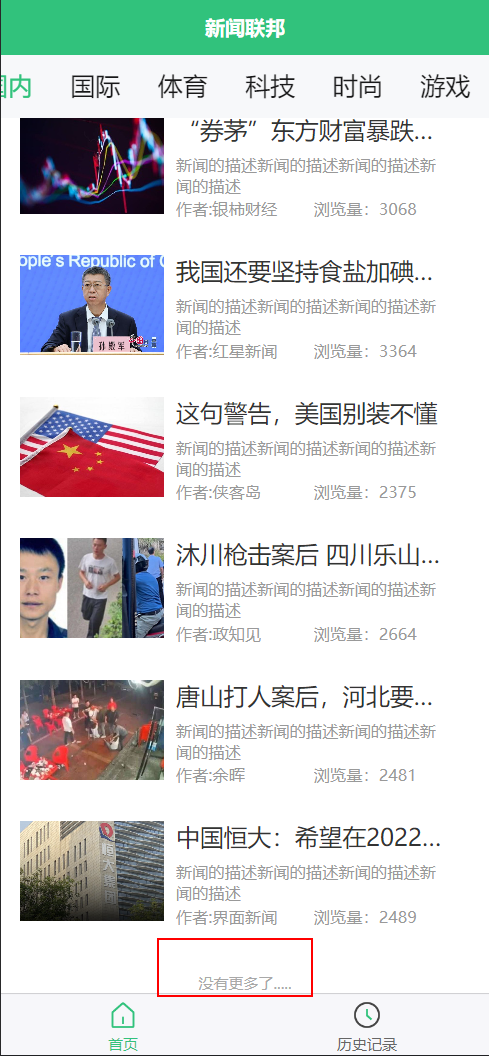 新闻联邦
国内 国际 体育 科技 时尚 游戏
“券茅”东方财富暴跌...
新闻的描述新闻的描述新闻的描述新
闻的描述
作者:银柿财经 浏览量：3068
ople's Republic of C
孙殿军
我国还要坚持食盐加碘...
新闻的描述新闻的描述新闻的描述新
闻的描述
作者:红星新闻 浏览量：3364
这句警告，美国别装不懂
新闻的描述新闻的描述新闻的描述新
闻的描述
作者:侠客岛 浏览量：2375
沐川枪击案后 四川乐山...
新闻的描述新闻的描述新闻的描述新
闻的描述
作者:政知见 浏览量：2664
唐山打人案后，河北要...
新闻的描述新闻的描述新闻的描述新
闻的描述
作者:余晖 浏览量：2481
恒大集团
中国恒大：希望在2022...
新闻的描述新闻的描述新闻的描述新
闻的描述
作者:界面新闻 浏览量：2489
没有更多了.....
首页 历史记录